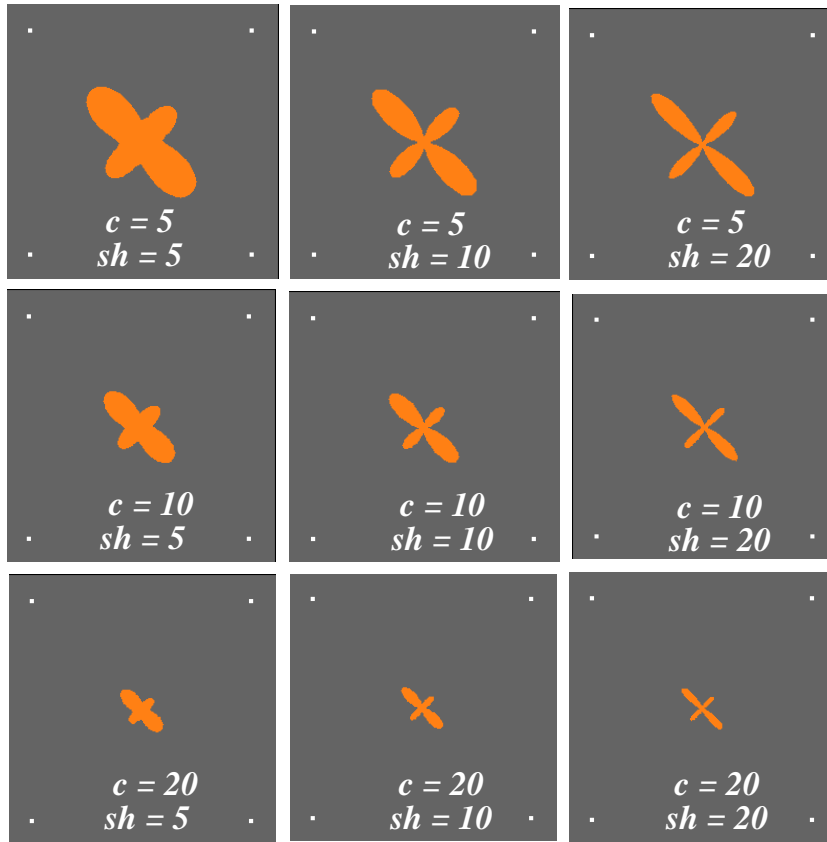 c = 5
sh = 5
c = 5
sh = 10
c = 5
sh = 20
c = 10
sh = 5
c = 10
sh = 10
c = 10
sh = 20
c = 20
sh = 5
c = 20
sh = 10
c = 20
sh = 20